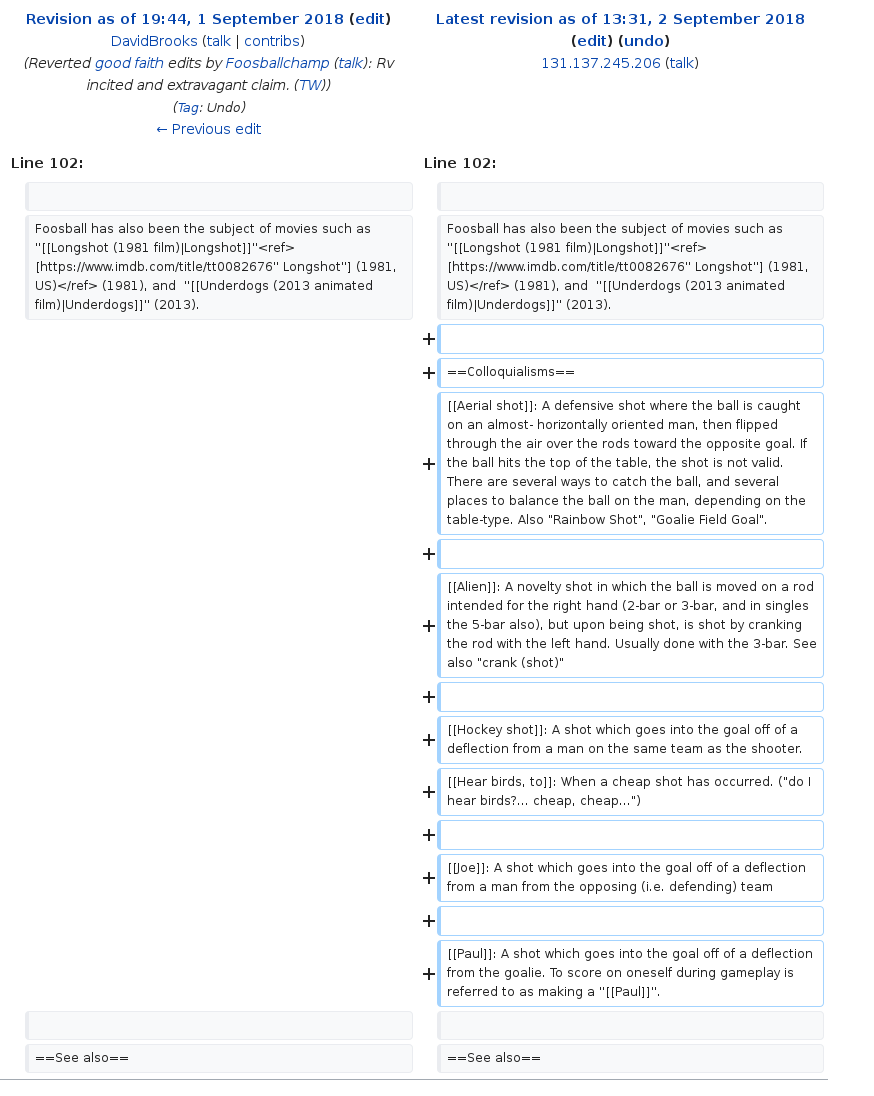 Revision as of 19:44, 1 September 2018 (edit)
DavidBrooks (talk | contribs)
(Reverted good faith edits by Foosballchamp (talk): Rv
incited and extravagant claim. (TW))
(Tag: Undo)
← Previous edit
Latest revision as of 13:31, 2 September 2018
(edit) (undo)
131.137.245.206 (talk)
Line 102:
Line 102:
Foosball has also been the subject of movies such as
''[[Longshot (1981 film)|Longshot]]''<ref>
[https://www.imdb.com/title/tt0082676'' Longshot''] (1981,
US)</ref> (1981), and  ''[[Underdogs (2013 animated
film)|Underdogs]]'' (2013).
Foosball has also been the subject of movies such as
''[[Longshot (1981 film)|Longshot]]''<ref>
[https://www.imdb.com/title/tt0082676'' Longshot''] (1981,
US)</ref> (1981), and  ''[[Underdogs (2013 animated
film)|Underdogs]]'' (2013).
+
+ ==Colloquialisms==
[[Aerial shot]]: A defensive shot where the ball is caught
on an almost- horizontally oriented man, then flipped
through the air over the rods toward the opposite goal. If
+ the ball hits the top of the table, the shot is not valid.
There are several ways to catch the ball, and several
places to balance the ball on the man, depending on the
table-type. Also "Rainbow Shot", "Goalie Field Goal".
+
[[Alien]]: A novelty shot in which the ball is moved on a rod
intended for the right hand (2-bar or 3-bar, and in singles
+ the 5-bar also), but upon being shot, is shot by cranking
the rod with the left hand. Usually done with the 3-bar. See
also "crank (shot)"
+
+ [[Hockey shot]]: A shot which goes into the goal off of a
deflection from a man on the same team as the shooter.
+ [[Hear birds, to]]: When a cheap shot has occurred. ("do I
hear birds?... cheap, cheap...")
+
+ [[Joe]]: A shot which goes into the goal off of a deflection
from a man from the opposing (i.e. defending) team
+
[[Paul]]: A shot which goes into the goal off of a deflection
+ from the goalie. To score on oneself during gameplay is
referred to as making a ''[[Paul]]''.
==See also==
==See also==